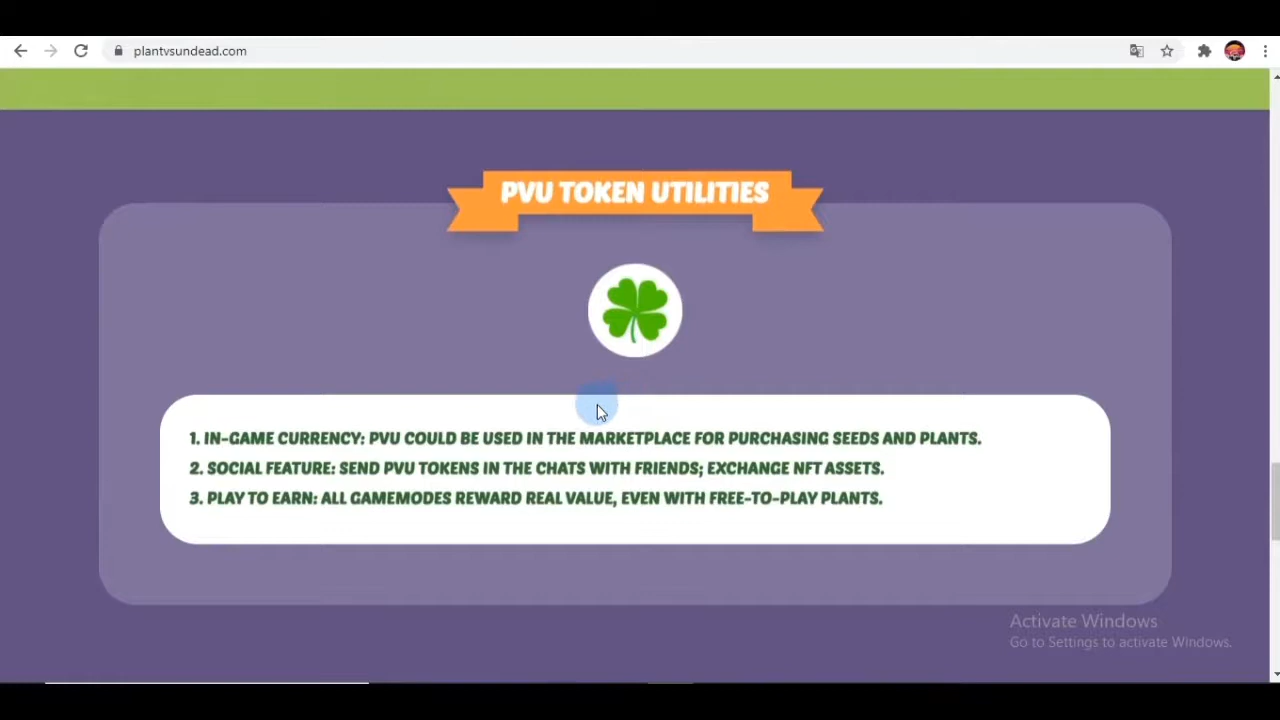 plantvsundead.com
PVU TOKEN UTILITIES
1. IN-GAME CURRENCY: PVU COULD BE USED IN THE MARKETPLACE FOR PURCHASING SEEDS AND PLANTS.
2. SOCIAL FEATURE: SEND PVU TOKENS IN THE CHATS WITH FRIENDS; EXCHANGE NFT ASSETS.
3. PLAY TO EARN: ALL GAMEMODES REWARD REAL VALUE, EVEN WITH FREE-TO-PLAY PLANTS.
Activate Windows
Go to Settings to activate Windows.